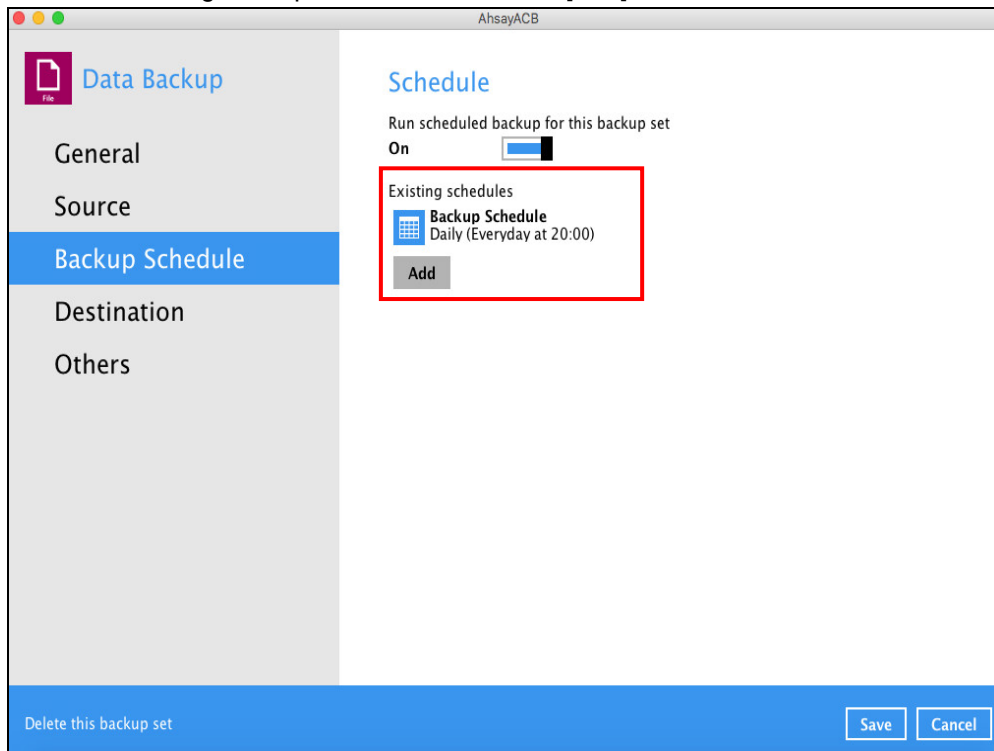 AhsayACB
File
Data Backup
General
Source
Backup Schedule
Destination
Others
Schedule
Run scheduled backup for this backup set
On
Existing schedules
Backup Schedule
Daily (Everyday at 20:00)
Add
Delete this backup set
Save
Cancel